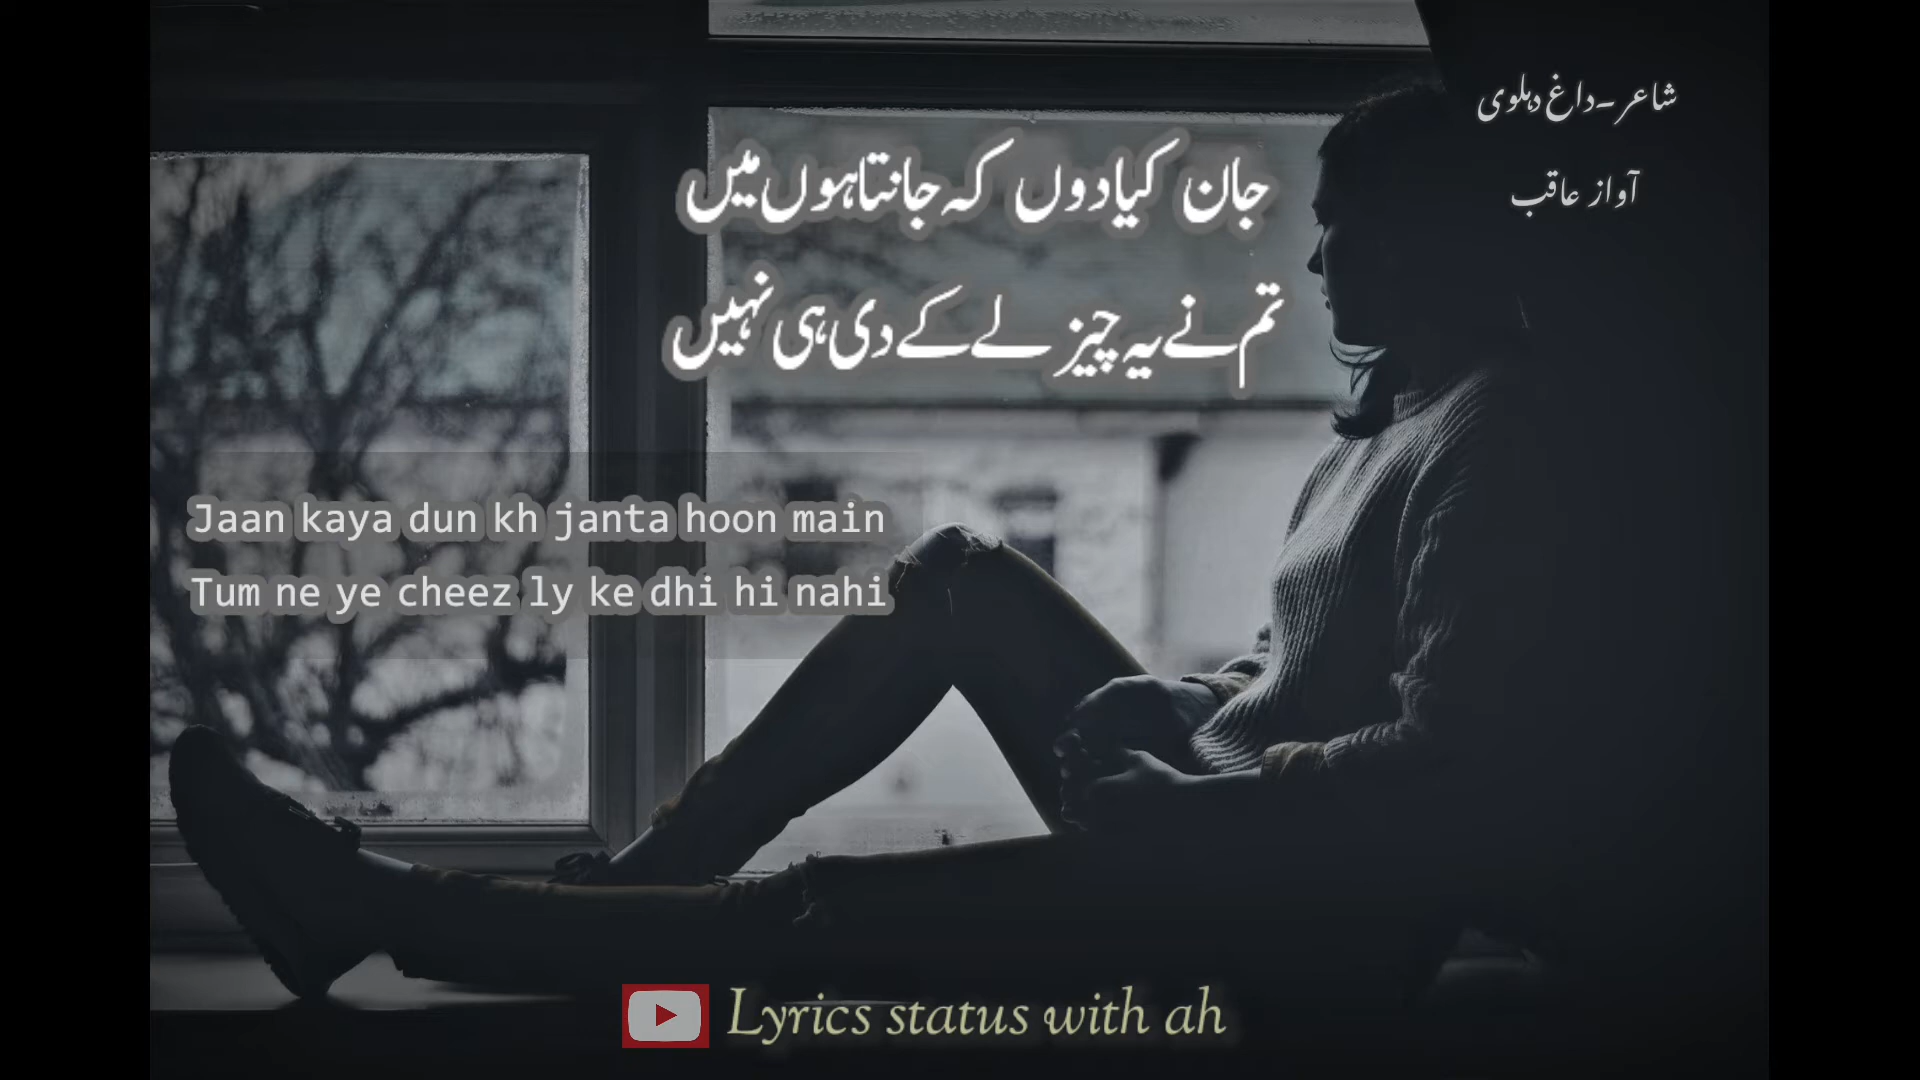 شاعر۔داغ دہلوی
آواز عاقب
جان کیا دوں کہ جانتا ہوں میں
تم نے یہ چیز لے کے دی ہی نہیں
Jaan kaya dun kh janta hoon main
Tum ne ye cheez ly ke dhi hi nahi
Lyrics status with ah